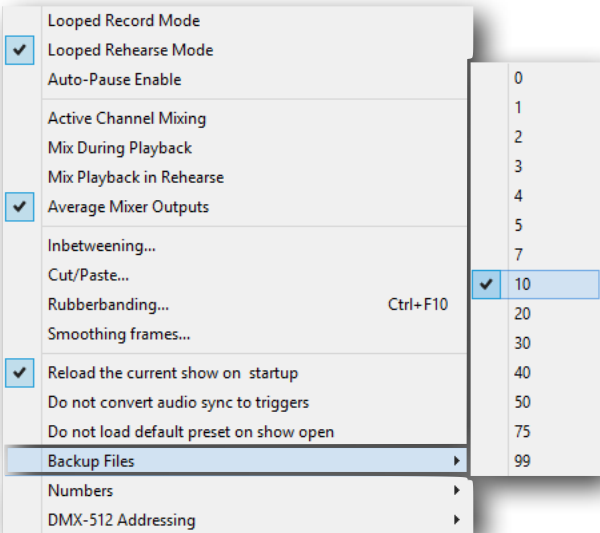 Looped Record Mode
Looped Rehearse Mode
Auto-Pause Enable
Active Channel Mixing
Mix During Playback
Mix Playback in Rehearse
Average Mixer Outputs
Inbetweening...
Cut/Paste...
Rubberbanding... Ctrl+F10
Smoothing frames...
Reload the current show on  startup
Do not convert audio sync to triggers
Do not load default preset on show open
Backup Files
Numbers
DMX-512 Addressing
0
1
2
3
4
5
7
10
20
30
40
50
75
99